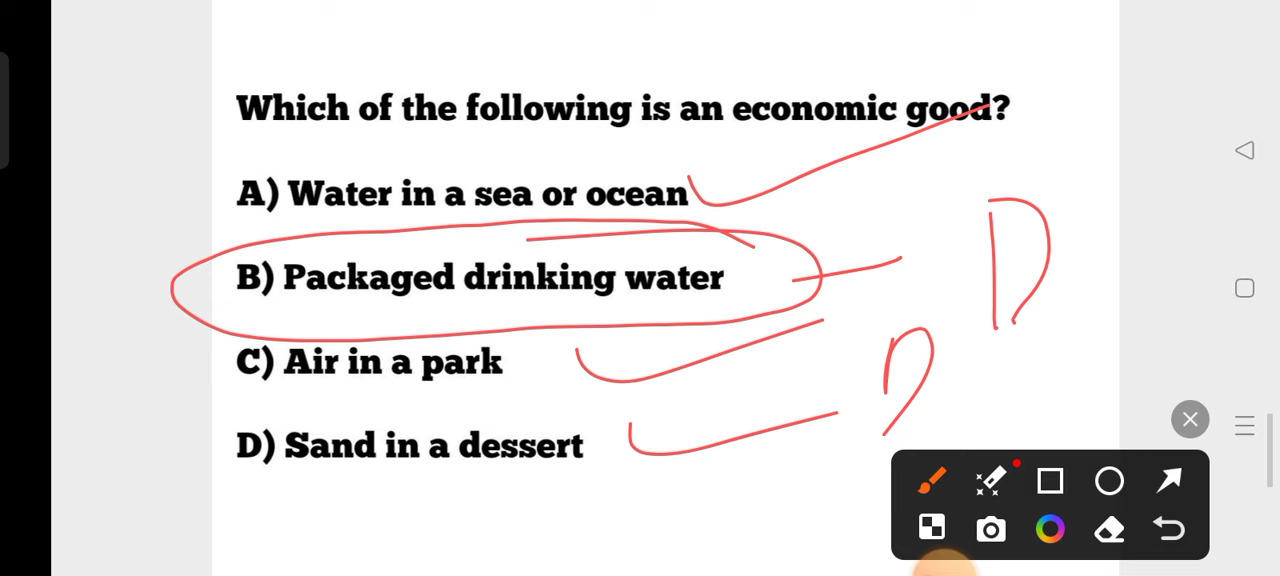 Which of the following is an economic good?
A) Water in a sea or ocean
B) Packaged drinking water
D
C) Air in a park
D
D) Sand in a dessert